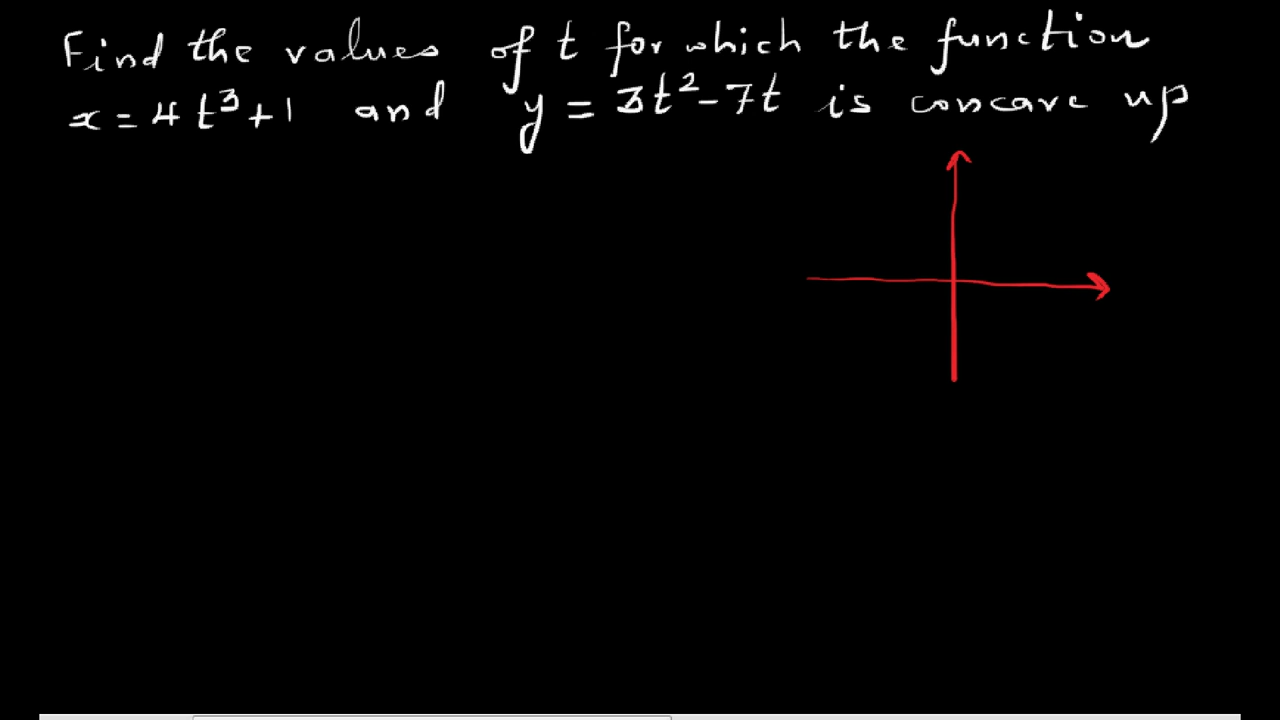 Find the values of t for which the function
x = 4t³+1 and y = 3t²-7t is concave up